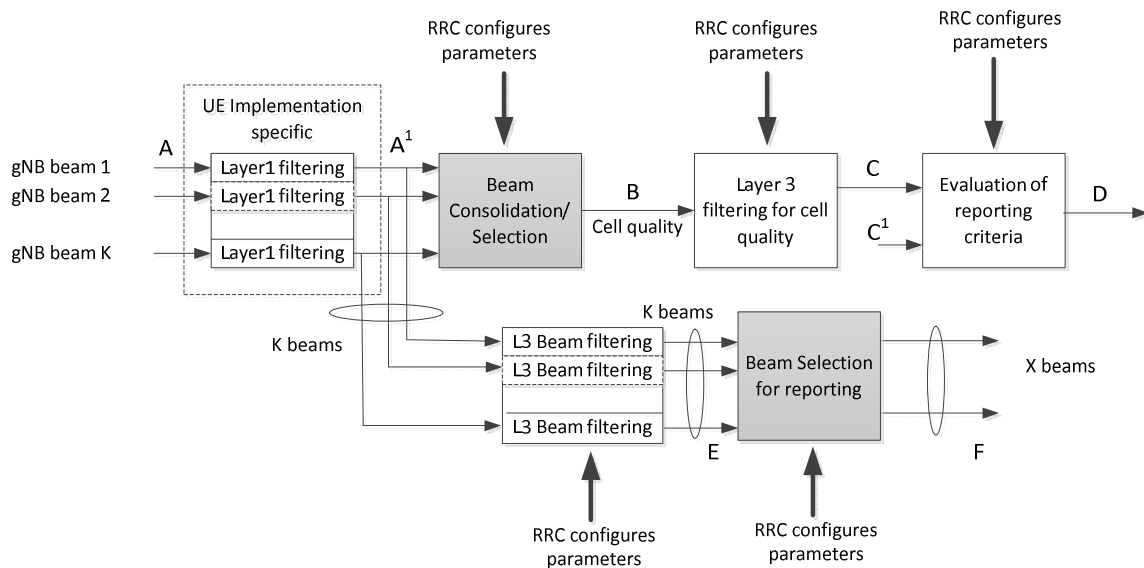 RRC configures
parameters
RRC configures
parameters
RRC configures
parameters
UE Implementation
specific
A
A1
gNB beam 1
Layer1 filtering
gNB beam 2
Layer1 filtering
gNB beam K
Layer1 filtering
Beam
Consolidation/
Selection
B
Cell quality
Layer 3
filtering for cell
quality
C
C1
Evaluation of
reporting
criteria
D
K beams
L3 Beam filtering
L3 Beam filtering
L3 Beam filtering
K beams
E
Beam Selection
for reporting
X beams
F
RRC configures
parameters
RRC configures
parameters